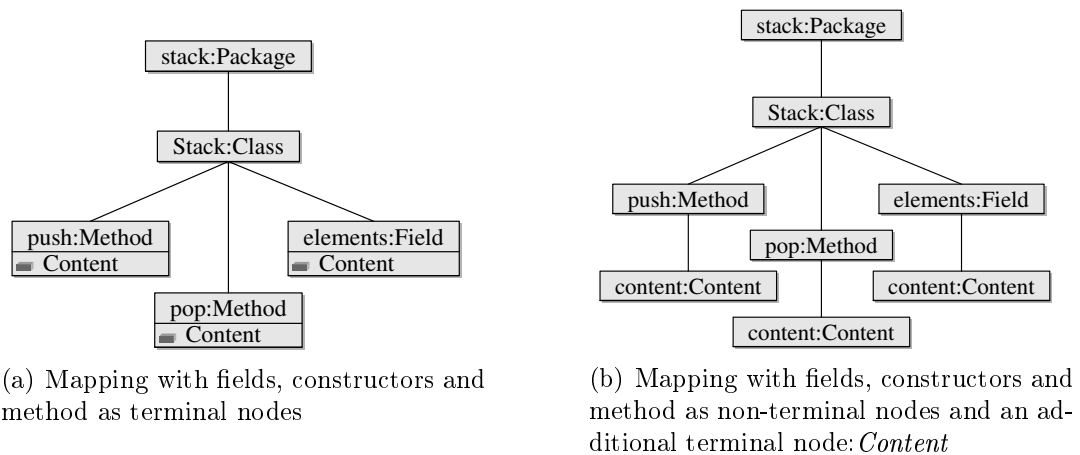 stack:Package
Stack:Class
push:Method
Content
elements:Field
Content
pop:Method
Content
(a) Mapping with fields, constructors and
method as terminal nodes
stack:Package
Stack:Class
push:Method
elements:Field
pop:Method
content:Content
content:Content
content:Content
(b) Mapping with fields, constructors and
method as non-terminal nodes and an ad-
ditional terminal node:Content